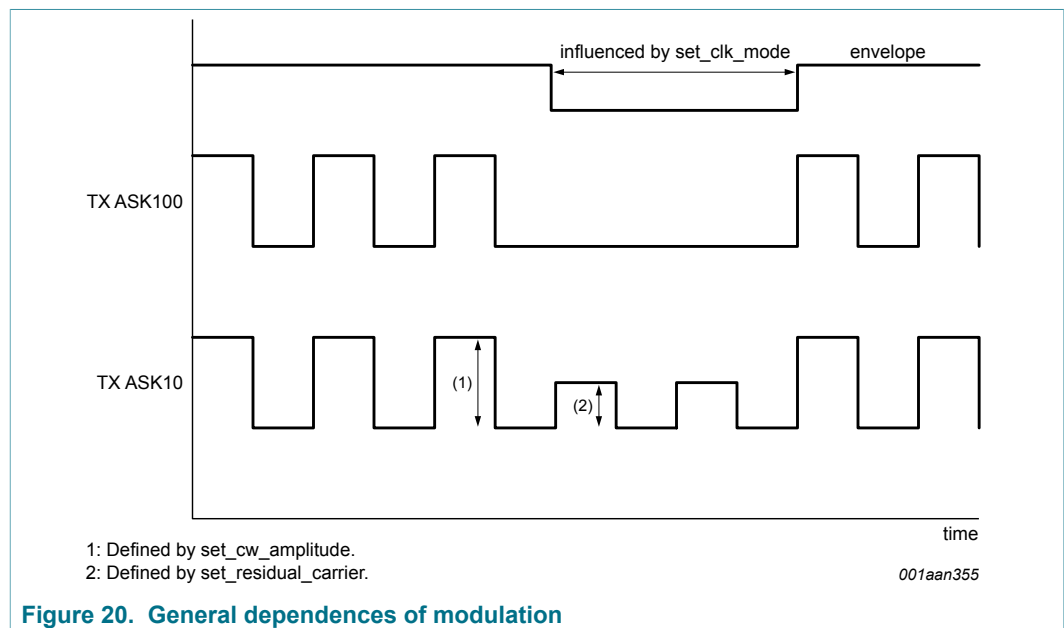 influenced by set_clk_mode
envelope
TX ASK100
TX ASK10
(1)
(2)
time
1: Defined by set_cw_amplitude.
2: Defined by set_residual_carrier.
001aan355
Figure 20. General dependences of modulation